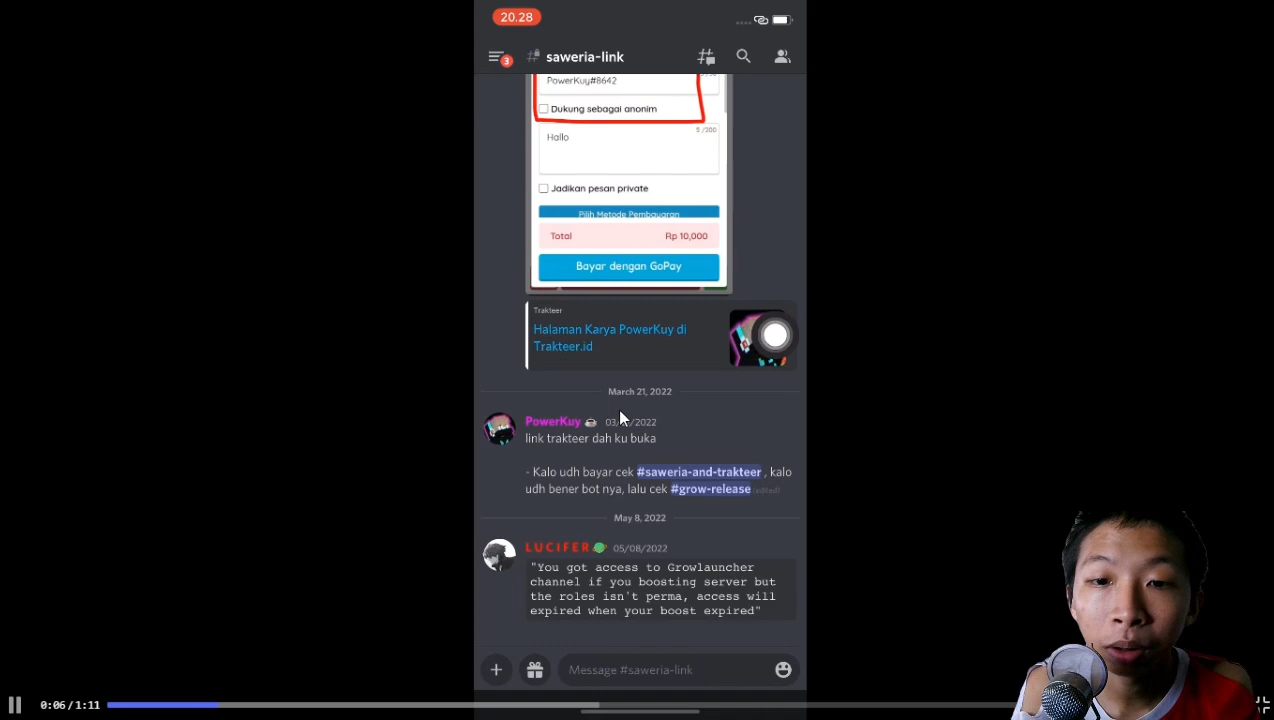 20.28
3
saweria-link
PowerKuy#8642
Dukung sebagai anonim
5 /200
Hallo
Jadikan pesan private
Pilih Metode Pembayaran
Total Rp 10,000
Bayar dengan GoPay
Trakteer
Halaman Karya PowerKuy di
Trakteer.id
March 21, 2022
PowerKuy
link trakteer dah ku buka
- Kalo udh bayar cek #saweria-and-trakteer , kalo
udh bener bot nya, lalu cek #grow-release (edited)
May 8, 2022
LUCIFER 05/08/2022
"You got access to Growlauncher
channel if you boosting server but
the roles isn't perma, access will
expired when your boost expired"
Message #saweria-link
0:06 / 1:11